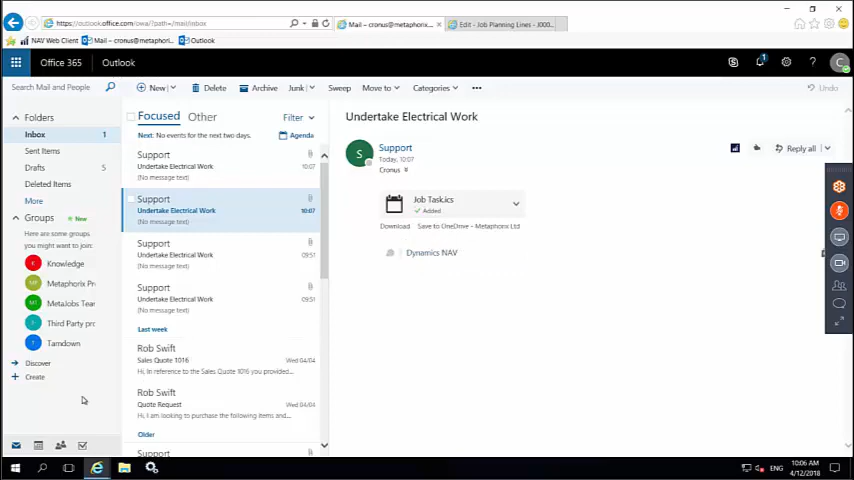 https://outlook.office.com/owa/?path=/mail/inbox
Mail – cronus@metaphori...
Edit - Job Planning Lines - J000...
NAV Web Client
Mail – cronus@metaphori...
Outlook
Office 365
Outlook
1
C
Search Mail and People
New
Delete
Archive
Junk
Sweep
Move to
Categories
Undo
Folders
Inbox 1
Sent Items
Drafts 5
Deleted Items
More
Groups New
Here are some groups
you might want to join:
Knowledge
Metaphorix Pr
MetaJobs Tear
Third Party pro
Tarndown
Discover
Create
Focused
Other
Filter
Next: No events for the next two days.
Agenda
Support
Undertake Electrical Work 10:07
(No message text)
Support
Undertake Electrical Work 10:07
(No message text)
Support
Undertake Electrical Work 09:51
(No message text)
Support
Undertake Electrical Work 09:51
(No message text)
Last week
Rob Swift
Sales Quote 1016 Wed 04/04
Hi, In reference to the Sales Quote 1016 you provided...
Rob Swift
Quote Request Wed 04/04
Hi, I am looking to purchase the following items and...
Older
Support
Undertake Electrical Work
S
Support
Today, 10:07
Cronus
Reply all
Job Task.ics
Added
Download
Save to OneDrive - Metaphorix Ltd
Dynamics NAV
ENG
10:06 AM
4/12/2018